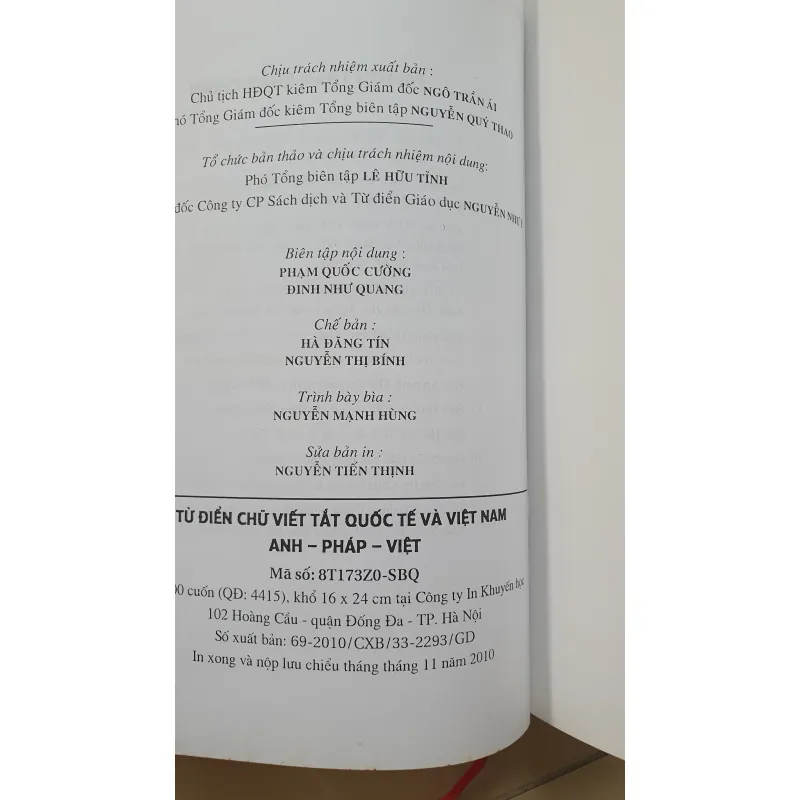 Chịu trách nhiệm xuất bản :
Chủ tịch HĐQT kiêm Tổng Giám đốc NGÔ TRẦN ÁI
Tổng Giám đốc kiêm Tổng biên tập NGUYỄN QUÝ THAO
Tổ chức bản thảo và chịu trách nhiệm nội dung:
Phó Tổng biên tập LÊ HỮU TỈNH
đốc Công ty CP Sách dịch và Từ điển Giáo dục NGUYỄN NHƯ
Biên tập nội dung :
PHẠM QUỐC CƯỜNG
ĐINH NHƯ QUANG
Chế bản :
HÀ ĐĂNG TÍN
NGUYỄN THỊ BÍNH
Trình bày bìa :
NGUYỄN MẠNH HÙNG
Sửa bản in :
NGUYỄN TIẾN THỊNH
TỪ ĐIỂN CHỮ VIẾT TẮT QUỐC TẾ VÀ VIỆT NAM
ANH – PHÁP – VIỆT
Mã số: 8T173Z0-SBQ
cuốn (QĐ: 4415), khổ 16 x 24 cm tại Công ty In Khuyến học
102 Hoàng Cầu - quận Đống Đa - TP. Hà Nội
Số xuất bản: 69-2010/CXB/33-2293/GD
In xong và nộp lưu chiểu tháng tháng 11 năm 2010